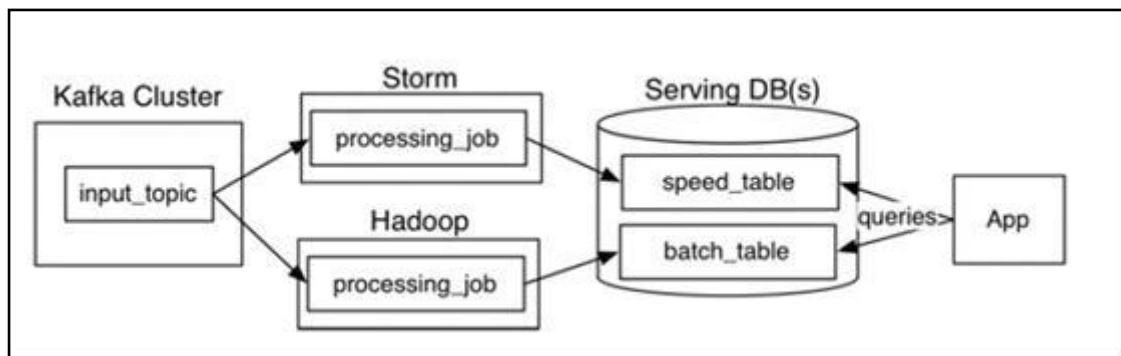 Kafka Cluster
input_topic
Storm
processing_job
Hadoop
processing_job
Serving DB(s)
speed_table
batch_table
queries
App